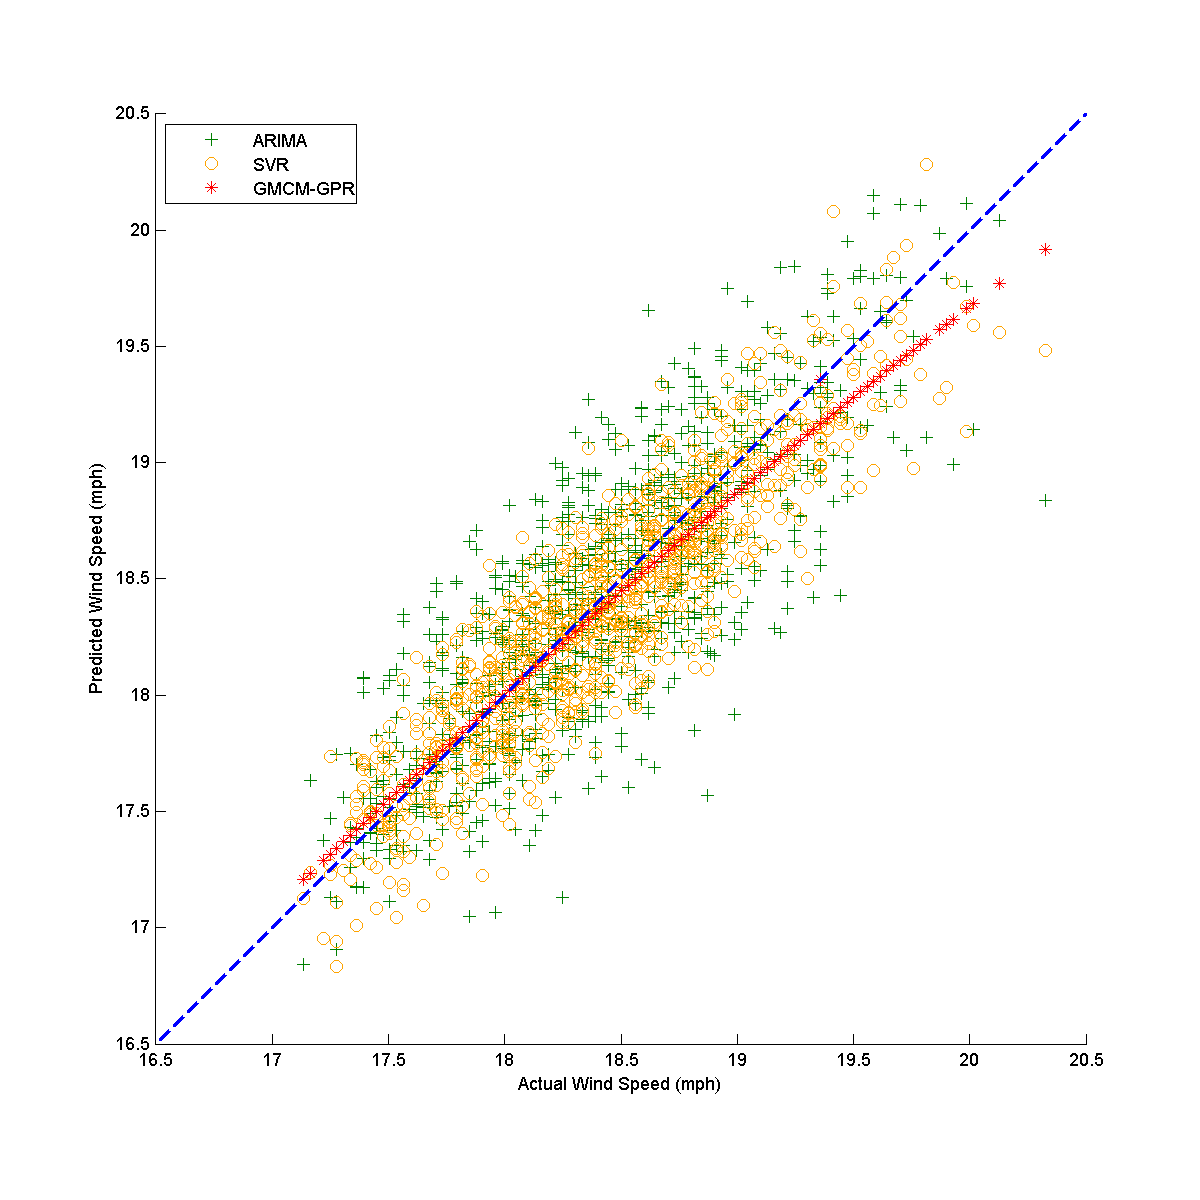 20.5
20
19.5
19
18.5
18
17.5
17
16.5
Predicted Wind Speed (mph)
ARIMA
SVR
GMCM-GPR
16.5 17 17.5 18 18.5 19 19.5 20 20.5
Actual Wind Speed (mph)